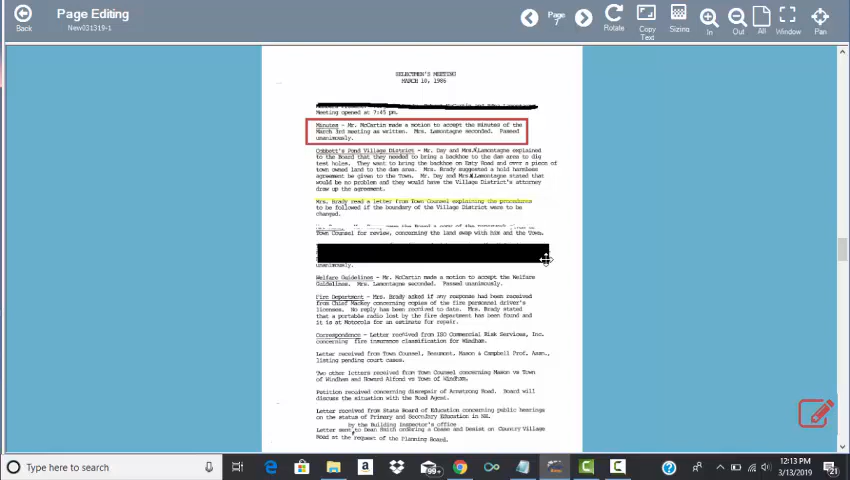 Page Editing
New031319-1
Back
Page
7
Rotate
Copy
Text
Sizing
In
Out
All
Window
Pan
SELECTMEN'S MEETING
MARCH 10, 1986
Meeting opened at 7:45 pm.
Minutes - Mr. McCartin made a motion to accept the minutes of the
March 3rd meeting as written. Mrs. Lamontagne seconded. Passed
unanimously.
Cobbett's Pond Village District - Mr. Day and Mrs. Lamontagne explained
to the Board that they needed to bring a backhoe to the dam area to dig
test holes. They want to bring the backhoe on Katy Road and over a piece of
town owned land to the dam area. Mrs. Brady suggested a hold harmless
agreement be given to the Town. Mr. Day and Mrs. Lamontagne stated that
would be no problem and they would have the Village District's attorney
draw up the agreement.
Mrs. Brady read a letter from Town Counsel explaining the procedures
to be followed if the boundary of the Village District were to be
changed.
Town Counsel for review, concerning the land swap with him and the Town.
unanimously.
Welfare Guidelines - Mr. McCartin made a motion to accept the Welfare
Guidelines. Mrs. Lamontagne seconded. Passed unanimously.
Fire Department - Mrs. Brady asked if any response had been received
from Chief Mackey concerning copies of the fire personnel driver's
licenses. No reply has been received to date. Mrs. Brady stated
that a portable radio lost by the fire department has been found and
it is at Motorola for an estimate for repair.
Correspondence - Letter received from ISO Commercial Risk Services, Inc.
concerning fire insurance classification for Windham.
Letter received from Town Counsel, Beaumont, Mason & Campbell Prof. Assn.,
listing pending court cases.
Two other letters received from Town Counsel concerning Mason vs Town
of Windham and Howard Alford vs Town of Windham.
Petition received concerning disrepair of Armstrong Road. Board will
discuss the situation with the Road Agent.
Letter received from State Board of Education concerning public hearings
on the status of Primary and Secondary Education in NH.
by the Building Inspector's office
Letter sent to Dean Smith ordering a Cease and Desist on Country Village
Road at the request of the Planning Board.
Type here to search
99+
12:13 PM
3/13/2019
21